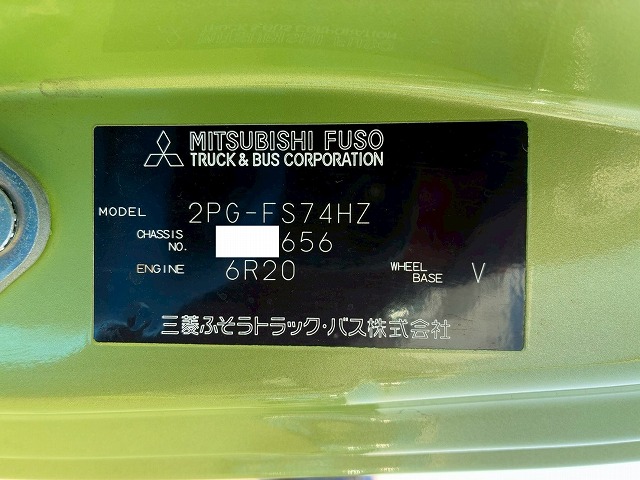 MITSUBISHI FUSO
TRUCK & BUS CORPORATION
MODEL 2PG-FS74HZ
CHASSIS NO. 656
ENGINE 6R20 WHEEL BASE V
三菱ふそうトラック・バス株式会社